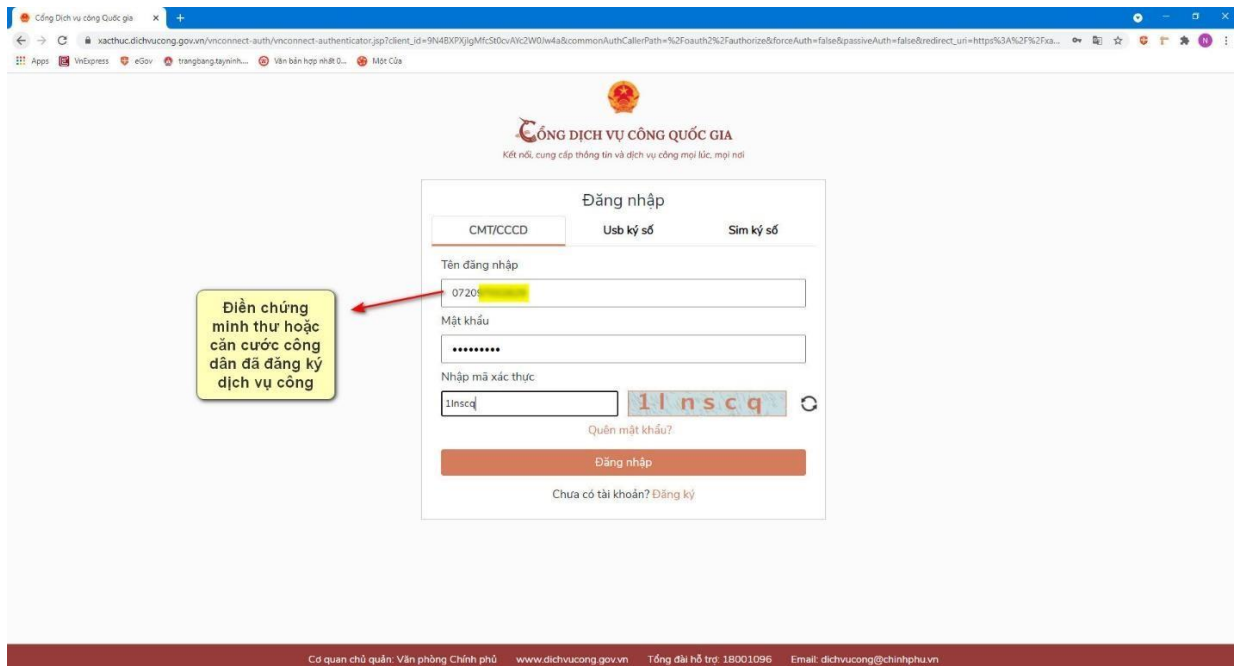 Cổng Dịch vụ công Quốc gia
xacthuc.dichvucong.gov.vn/vnconnect-auth/vnconnect-authenticator.jsp?client_id=9N4BXPXjlgMfcSt0cvAYc2W0Jw4a&commonAuthCallerPath=%2Foauth2%2Fauthorize&forceAuth=false&passiveAuth=false&redirect_uri=https%3A%2F%2Fxa...
N
Apps VnExpress eGov trangbang.tayninh.... Văn bản hợp nhất 0... Một Cửa
CỔNG DỊCH VỤ CÔNG QUỐC GIA
Kết nối, cung cấp thông tin và dịch vụ công mọi lúc, mọi nơi
Đăng nhập
CMT/CCCD Usb ký số Sim ký số
Tên đăng nhập
0720
Điền chứng
minh thư hoặc
căn cước công
dân đã đăng ký
dịch vụ công
Mật khẩu
•••••••••
Nhập mã xác thực
1lnscq 1lnscq
Quên mật khẩu?
Đăng nhập
Chưa có tài khoản? Đăng ký
Cơ quan chủ quản: Văn phòng Chính phủ www.dichvucong.gov.vn Tổng đài hỗ trợ: 18001096 Email: dichvucong@chinhphu.vn